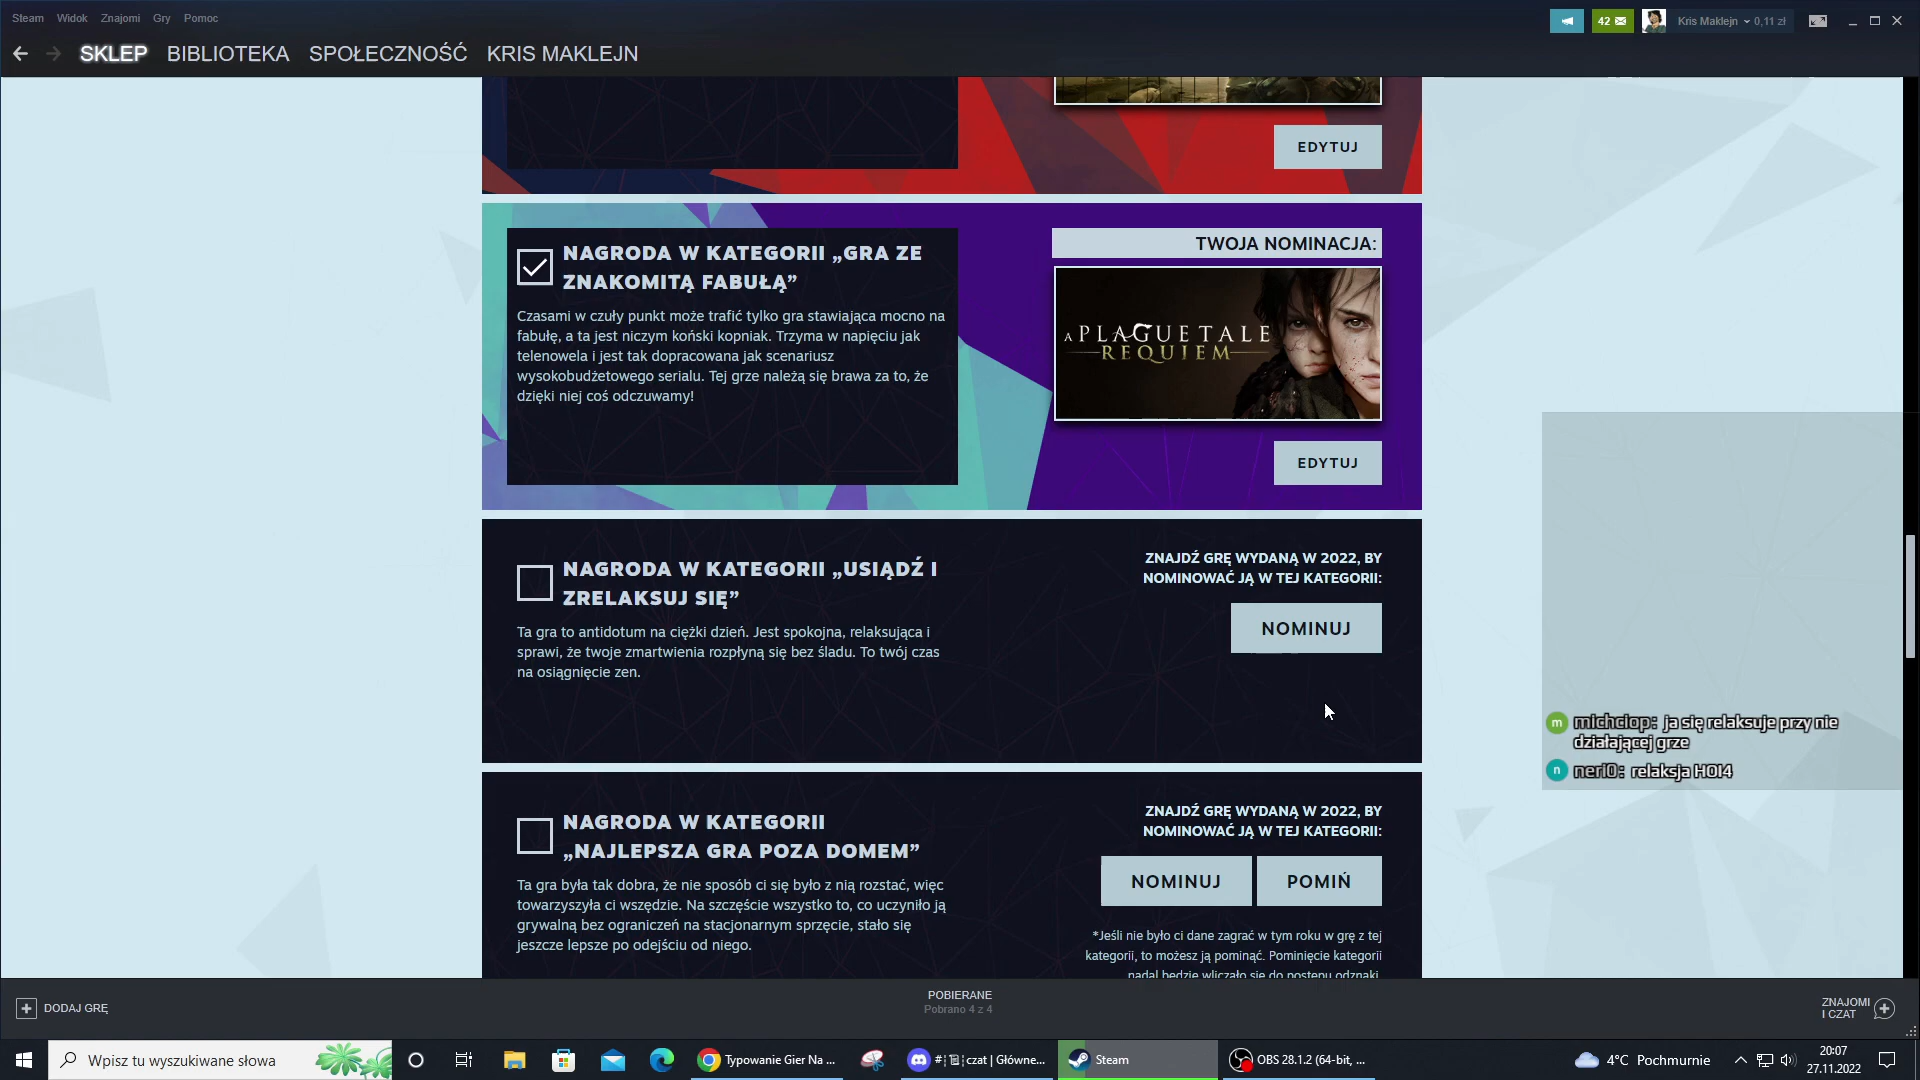 Steam Widok Znajomi Gry Pomoc
42 Kris Maklejn 0,11 zł
SKLEP BIBLIOTEKA SPOŁECZNOŚĆ KRIS MAKLEJN
EDYTUJ
NAGRODA W KATEGORII „GRA ZE
ZNAKOMITĄ FABUŁĄ”
Czasami w czuły punkt może trafić tylko gra stawiająca mocno na
fabułę, a ta jest niczym koński kopniak. Trzyma w napięciu jak
telenowela i jest tak dopracowana jak scenariusz
wysokobudżetowego serialu. Tej grze należą się brawa za to, że
dzięki niej coś odczuwamy!
TWOJA NOMINACJA:
A PLAGUE TALE
REQUIEM
EDYTUJ
NAGRODA W KATEGORII „USIĄDŹ I
ZRELAKSUJ SIĘ”
Ta gra to antidotum na ciężki dzień. Jest spokojna, relaksująca i
sprawi, że twoje zmartwienia rozpłyną się bez śladu. To twój czas
na osiągnięcie zen.
ZNAJDŹ GRĘ WYDANĄ W 2022, BY
NOMINOWAĆ JĄ W TEJ KATEGORII:
NOMINUJ
m michciop: ja się relaksuje przy nie
działającej grze
n neri0: relaksja HOI4
NAGRODA W KATEGORII
„NAJLEPSZA GRA POZA DOMEM”
Ta gra była tak dobra, że nie sposób ci się było z nią rozstać, więc
towarzyszyła ci wszędzie. Na szczęście wszystko to, co uczyniło ją
grywalną bez ograniczeń na stacjonarnym sprzęcie, stało się
jeszcze lepsze po odejściu od niego.
ZNAJDŹ GRĘ WYDANĄ W 2022, BY
NOMINOWAĆ JĄ W TEJ KATEGORII:
NOMINUJ POMIŃ
*Jeśli nie było ci dane zagrać w tym roku w grę z tej
kategorii, to możesz ją pominąć. Pominięcie kategorii
nadal będzie wliczało się do postępu odznaki.
DODAJ GRĘ
POBIERANE
Pobrano 4 z 4
ZNAJOMI
I CZAT
Wpisz tu wyszukiwane słowa
Typowanie Gier Na ...
czat | Główne...
Steam
OBS 28.1.2 (64-bit, ...
4°C Pochmurnie
20:07
27.11.2022